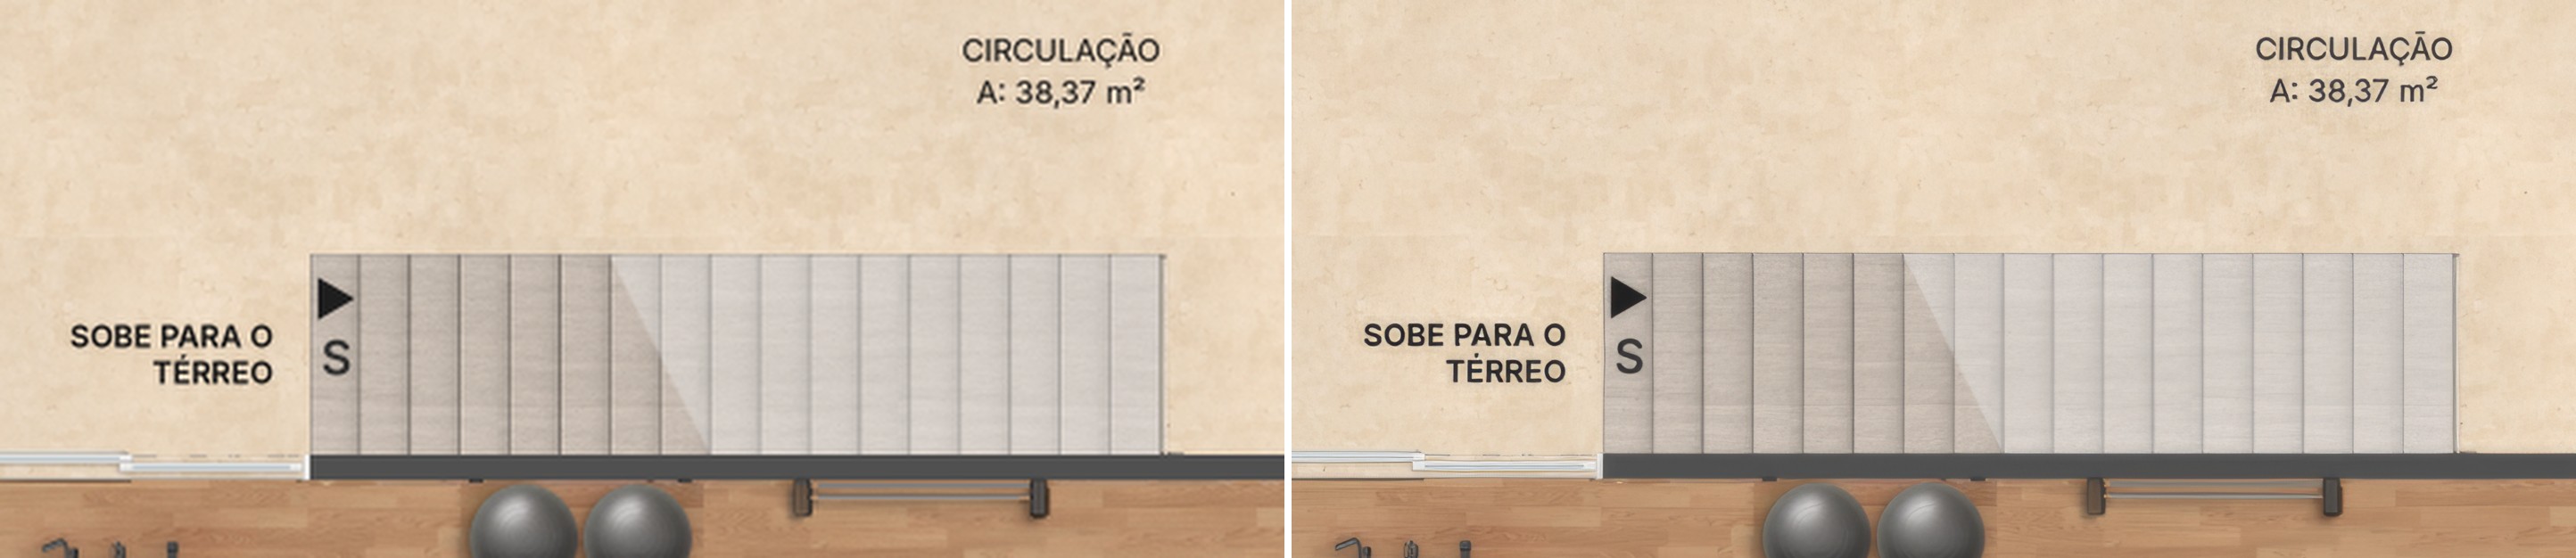 CIRCULAÇÃO
A: 38,37 m²
SOBE PARA O
TÉRREO
S
CIRCULAÇÃO
A: 38,37 m²
SOBE PARA O
TÉRREO
S